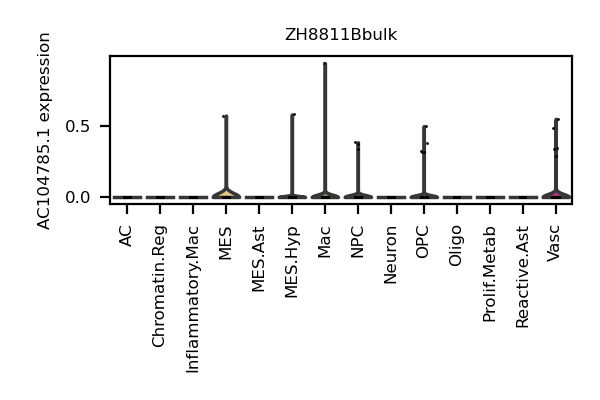 ZH8811Bbulk
AC104785.1 expression
0.5
0.0
AC
Chromatin.Reg
Inflammatory.Mac
MES
MES.Ast
MES.Hyp
Mac
NPC
Neuron
OPC
Oligo
Prolif.Metab
Reactive.Ast
Vasc